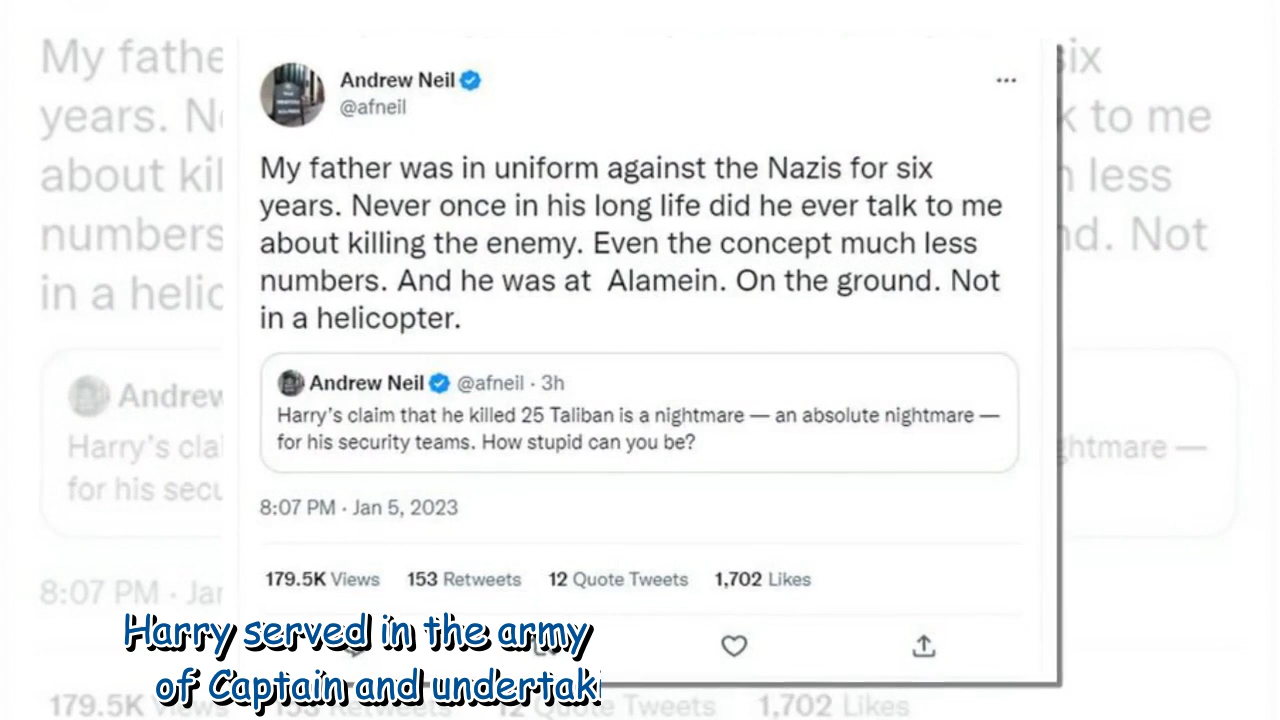 Andrew Neil
@afneil
My father was in uniform against the Nazis for six
years. Never once in his long life did he ever talk to me
about killing the enemy. Even the concept much less
numbers. And he was at Alamein. On the ground. Not
in a helicopter.
Andrew Neil @afneil · 3h
Harry's claim that he killed 25 Taliban is a nightmare — an absolute nightmare —
for his security teams. How stupid can you be?
8:07 PM · Jan 5, 2023
179.5K Views 153 Retweets 12 Quote Tweets 1,702 Likes
Harry served in the army
of Captain and undertaki